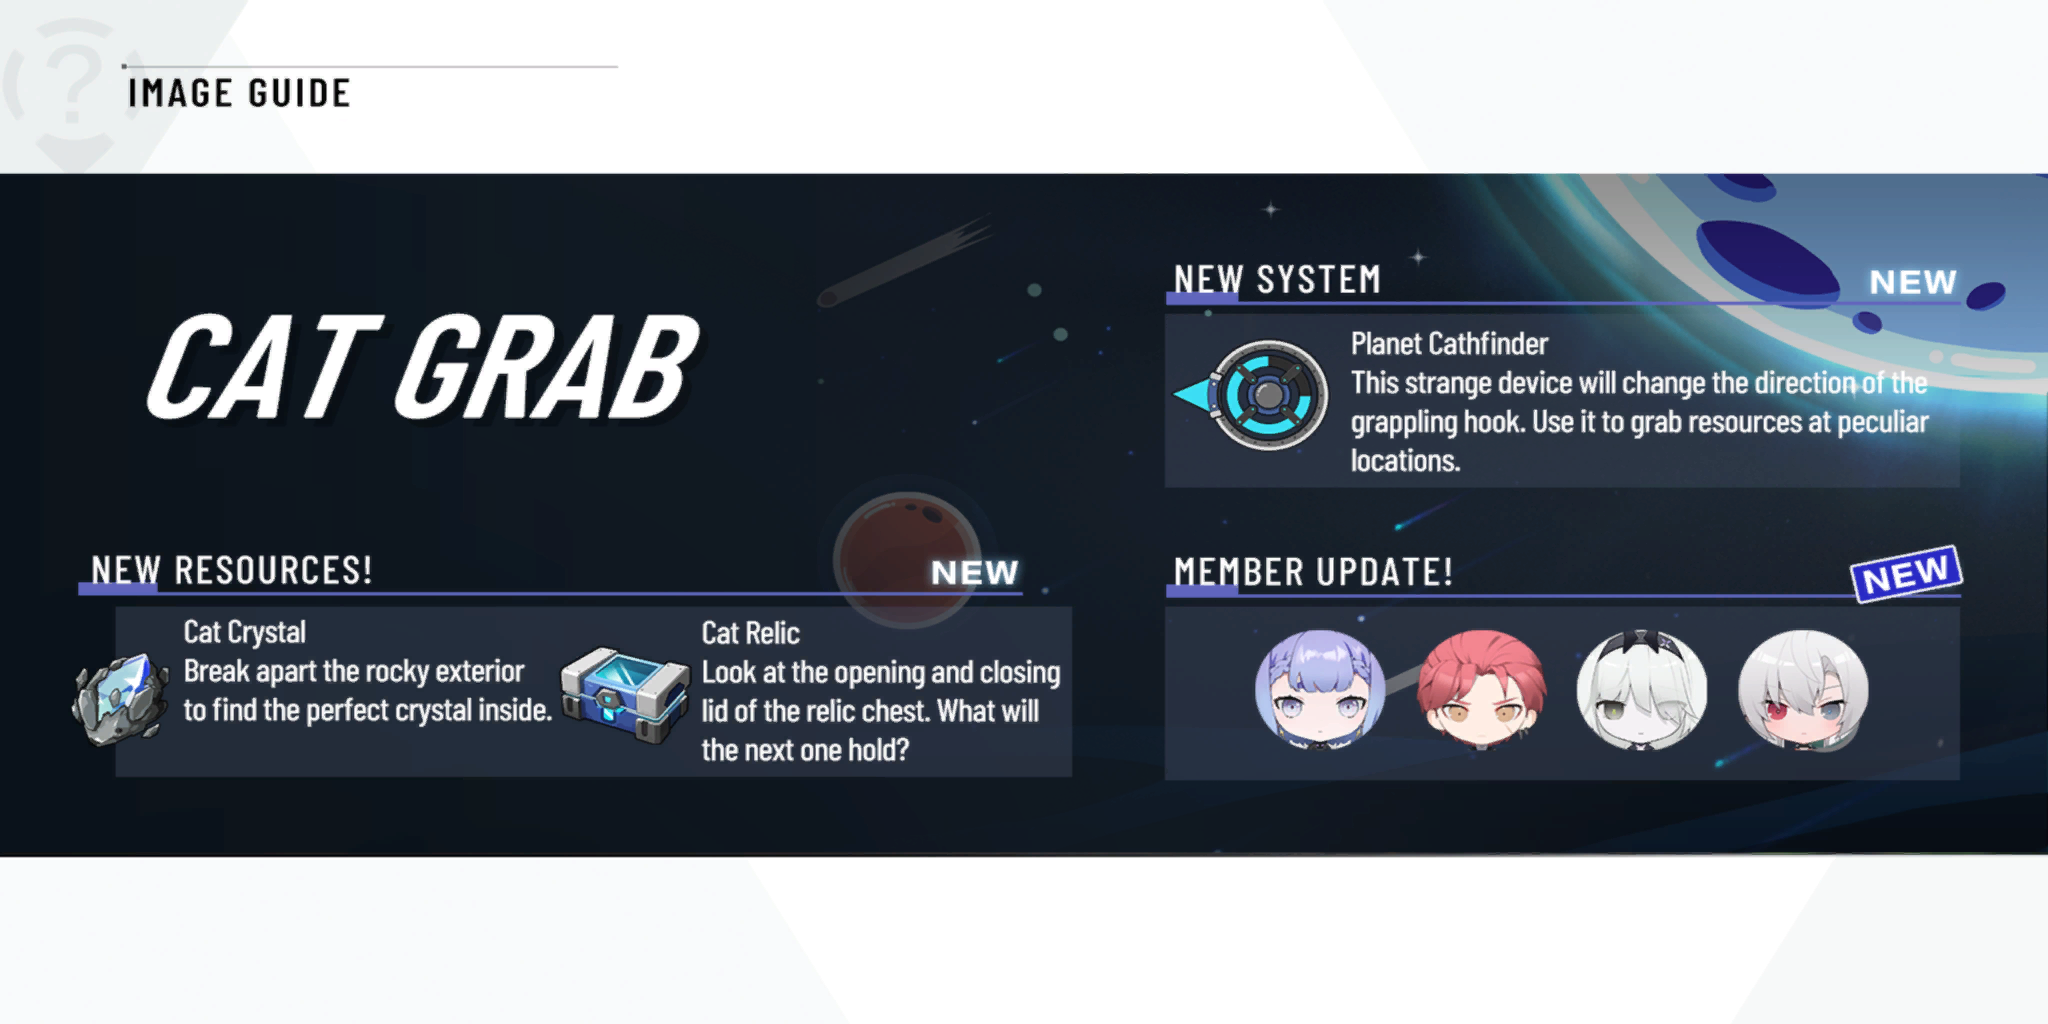 IMAGE GUIDE
CAT GRAB
NEW RESOURCES!
NEW
Cat Crystal
Break apart the rocky exterior
to find the perfect crystal inside.
Cat Relic
Look at the opening and closing
lid of the relic chest. What will
the next one hold?
NEW SYSTEM
NEW
Planet Cathfinder
This strange device will change the direction of the
grappling hook. Use it to grab resources at peculiar
locations.
MEMBER UPDATE!
NEW